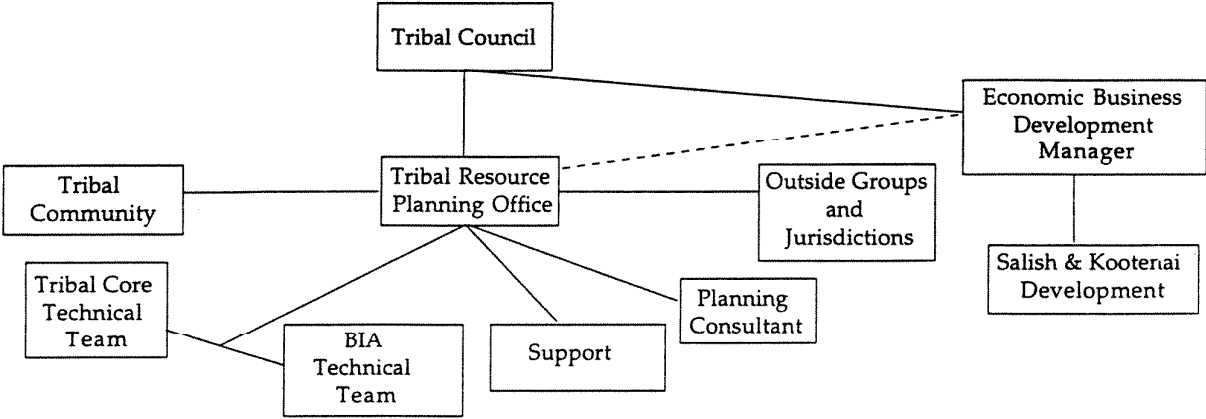 Tribal Council
Economic Business
Development
Manager
Tribal
Community
Tribal Resource
Planning Office
Outside Groups
and
Jurisdictions
Salish & Kootenai
Development
Tribal Core
Technical
Team
BIA
Technical
Team
Support
Planning
Consultant